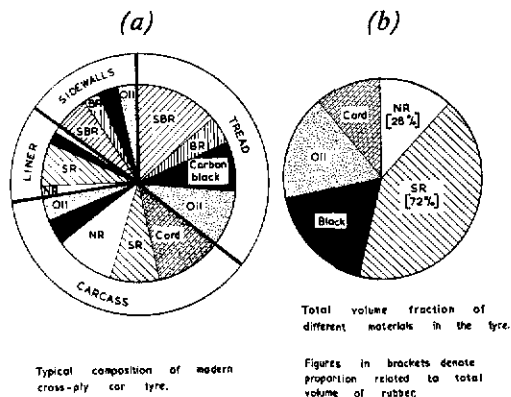 (a)
(b)
SIDEWALLS
TREAD
LINER
CARCASS
Oil
BR
SBR
SR
NR
Oil
SBR
BR
Carbon
black
Oil
Cord
SR
NR
Cord
NR
[28%]
Oil
SR
[72%]
Black
Total volume fraction of
different materials in the tyre.
Typical composition of modern
cross-ply car tyre.
Figures in brackets denote
proportion related to total
volume of rubber.